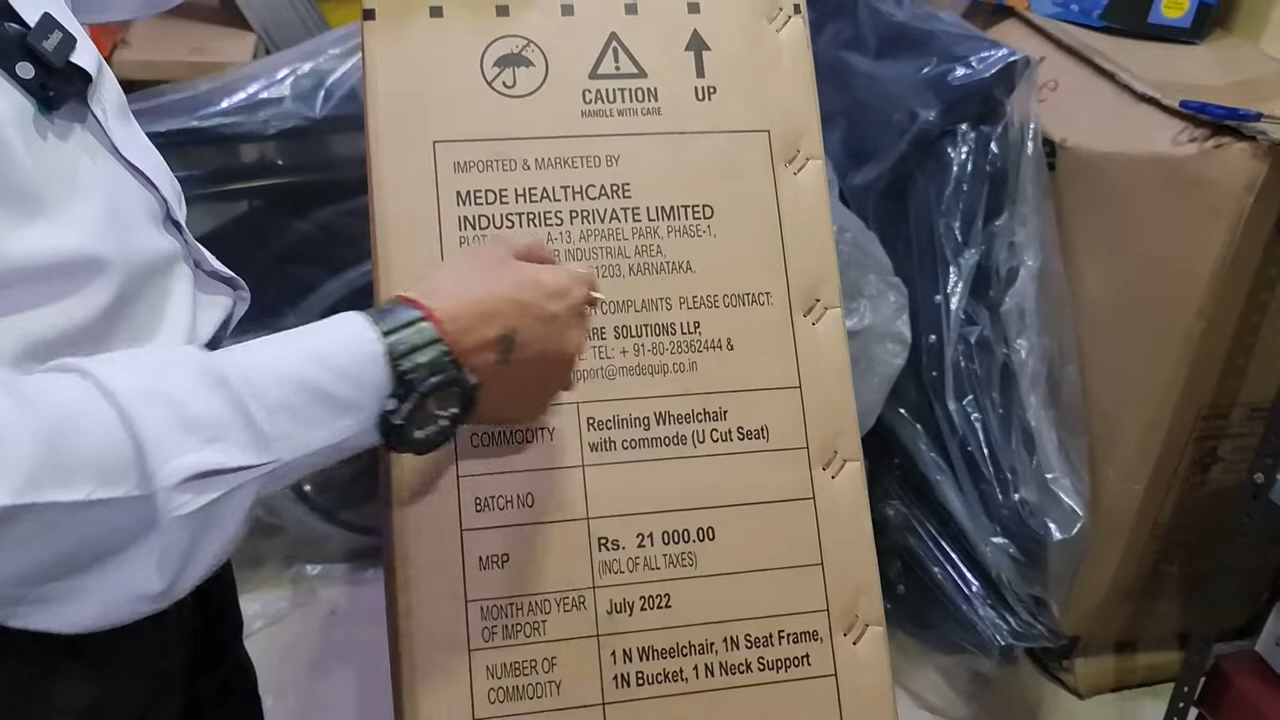 CAUTION
HANDLE WITH CARE
UP
IMPORTED & MARKETED BY
MEDE HEALTHCARE
INDUSTRIES PRIVATE LIMITED
A-13, APPAREL PARK, PHASE-1,
INDUSTRIAL AREA,
KARNATAKA.
COMPLAINTS PLEASE CONTACT:
SOLUTIONS LLP,
TEL: + 91-80-28362444 &
COMMODITY
Reclining Wheelchair
with commode (U Cut Seat)
BATCH NO
MRP
Rs. 21 000.00
(INCL OF ALL TAXES)
MONTH AND YEAR
OF IMPORT
July 2022
NUMBER OF
COMMODITY
1 N Wheelchair, 1N Seat Frame,
1N Bucket, 1 N Neck Support